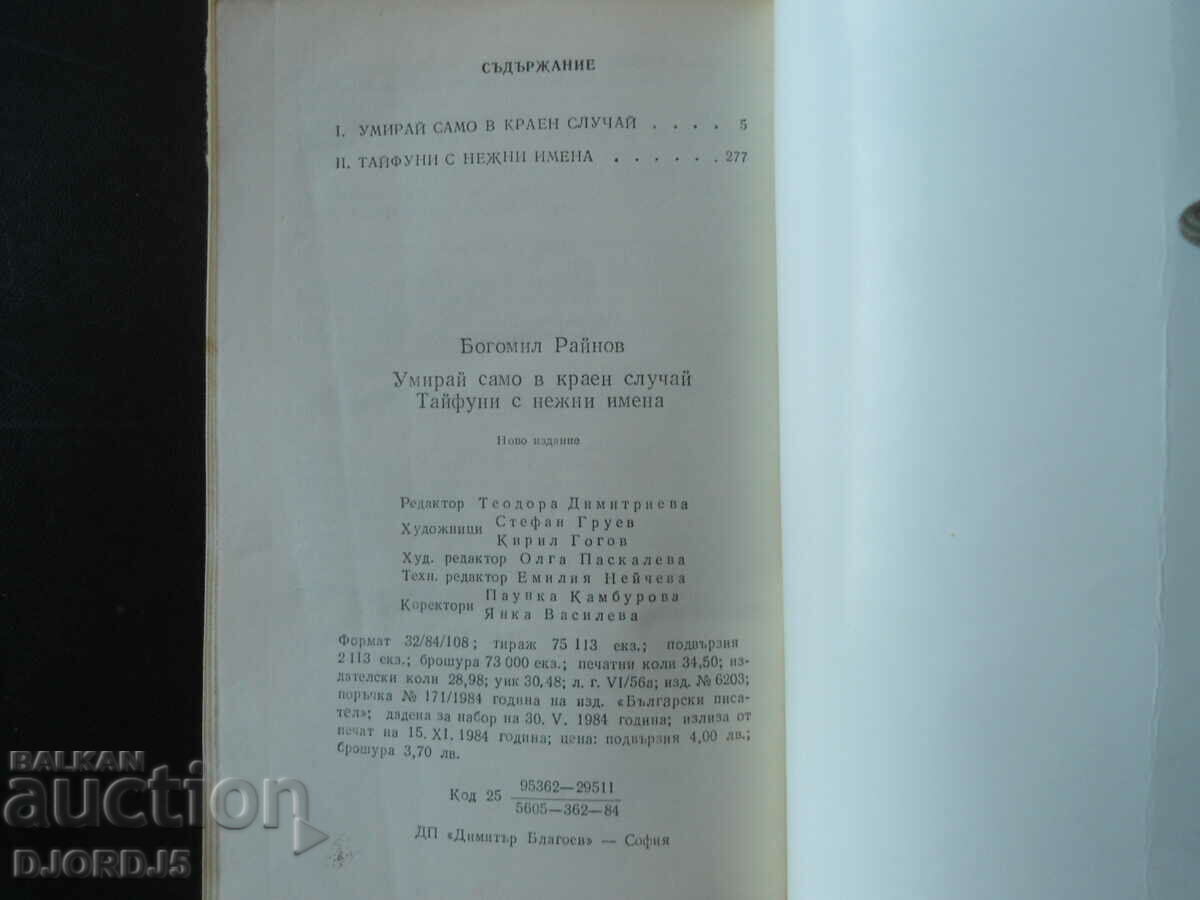 СЪДЪРЖАНИЕ
I. УМИРАЙ САМО В КРАЕН СЛУЧАЙ . . . . 5
II. ТАЙФУНИ С НЕЖНИ ИМЕНА . . . . . . 277
Богомил Райнов
Умирай само в краен случай
Тайфуни с нежни имена
Ново издание
Редактор Теодора Димитриева
Художници Стефан Груев
Кирил Гогов
Худ. редактор Олга Паскалева
Техн. редактор Емилия Нейчева
Коректори Паунка Камбурова
Янка Василева
Формат 32/84/108; тираж 75 113 екз.; подвързия
2 113 екз.; брошура 73 000 екз.; печатни коли 34,50; из-
дателски коли 28,98; уик 30,48; л. г. VI/56а; изд. № 6203;
поръчка № 171/1984 година на изд. «Български писа-
тел»; дадена за набор на 30. V. 1984 година; излиза от
печат на 15. XI. 1984 година; цена: подвързия 4,00 лв.;
брошура 3,70 лв.
Код 25 95362—29511
5605—362—84
ДП «Димитър Благоев» — София
BALKAN
auction
DJORDJ5